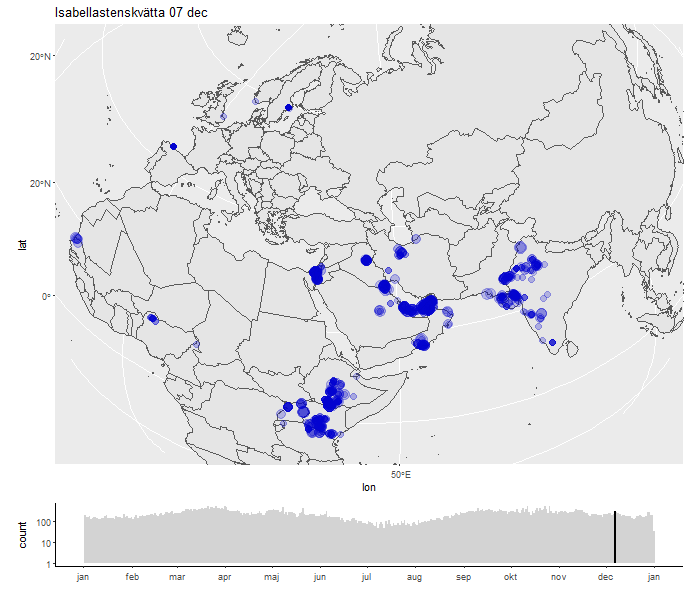 Isabellastenskvätta 07 dec
20°N
20°N
0°
lat
50°E
lon
count
100
10
1
jan feb mar apr maj jun jul aug sep okt nov dec jan